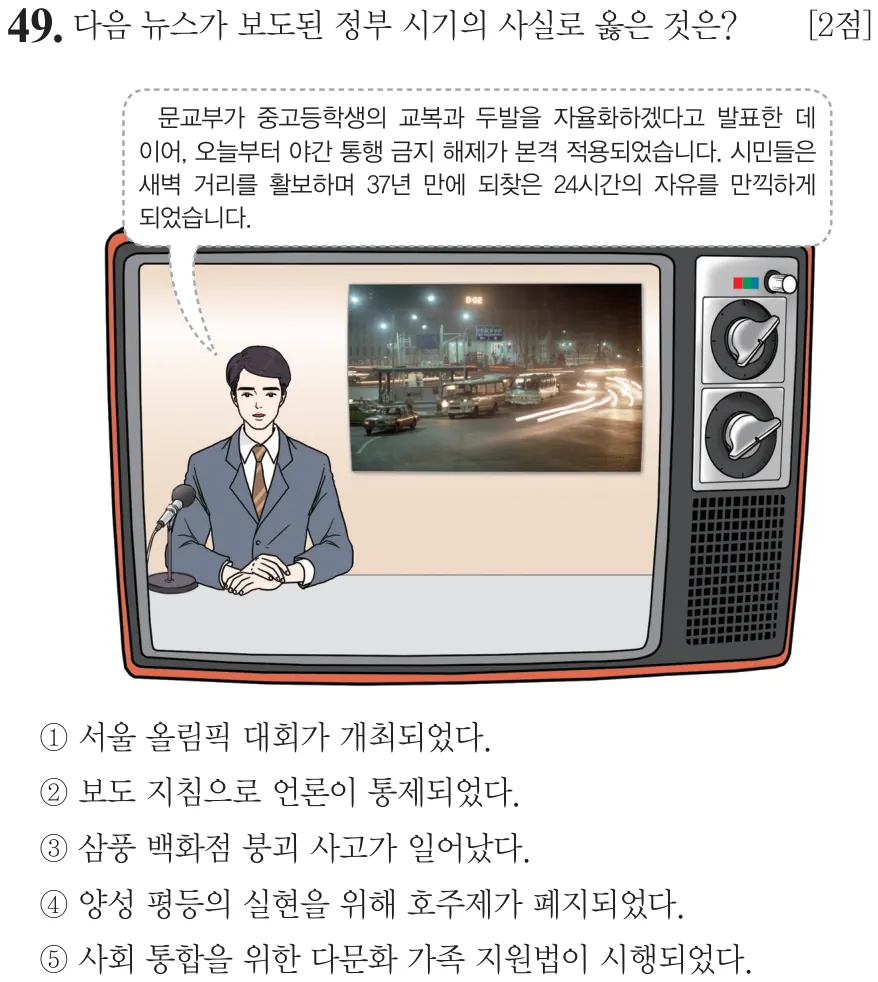 49. 다음 뉴스가 보도된 정부 시기의 사실로 옳은 것은? [2점]
문교부가 중고등학생의 교복과 두발을 자율화하겠다고 발표한 데
이어, 오늘부터 야간 통행 금지 해제가 본격 적용되었습니다. 시민들은
새벽 거리를 활보하며 37년 만에 되찾은 24시간의 자유를 만끽하게
되었습니다.
0:02
① 서울 올림픽 대회가 개최되었다.
② 보도 지침으로 언론이 통제되었다.
③ 삼풍 백화점 붕괴 사고가 일어났다.
④ 양성 평등의 실현을 위해 호주제가 폐지되었다.
⑤ 사회 통합을 위한 다문화 가족 지원법이 시행되었다.